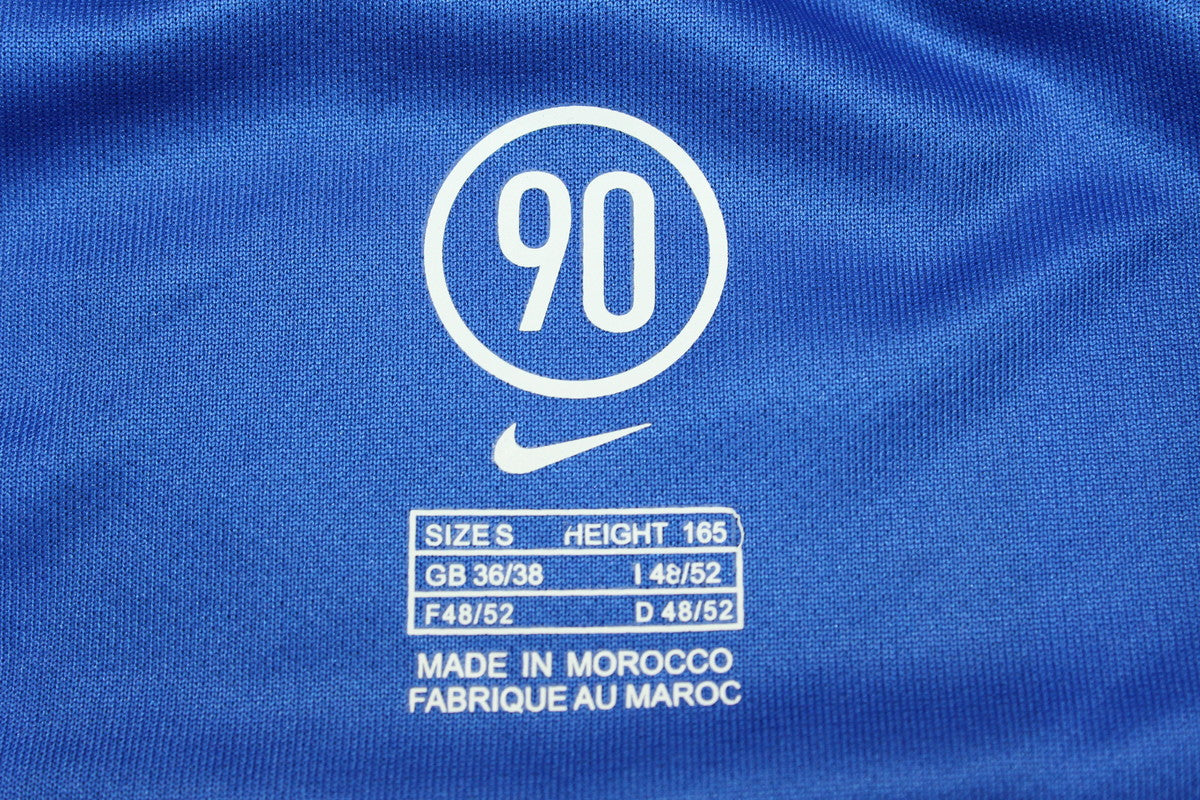 90
SIZE S HEIGHT 165
GB 36/38 I 48/52
F48/52 D 48/52
MADE IN MOROCCO
FABRIQUE AU MAROC